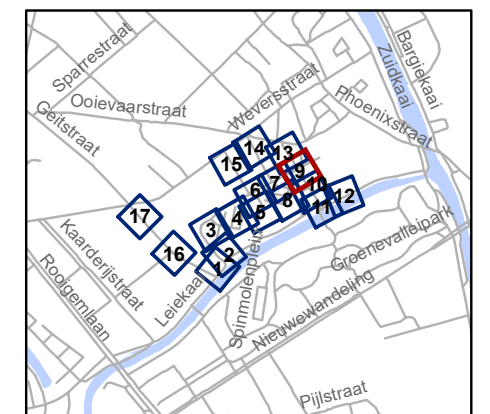 Sparrestraat
Bargiekaai
Zuidkaai
Weversstraat
Ooievaarstraat
Phoenixstraat
Geitstraat
14
13
15
9
7
10
6
12
8
11
5
4
17
3
Groenevalleipark
Kaarderijstraat
16
2
1
Rooigemlaan
Leiekaai
Spinmolenplein
Nieuwewandeling
Pijlstraat